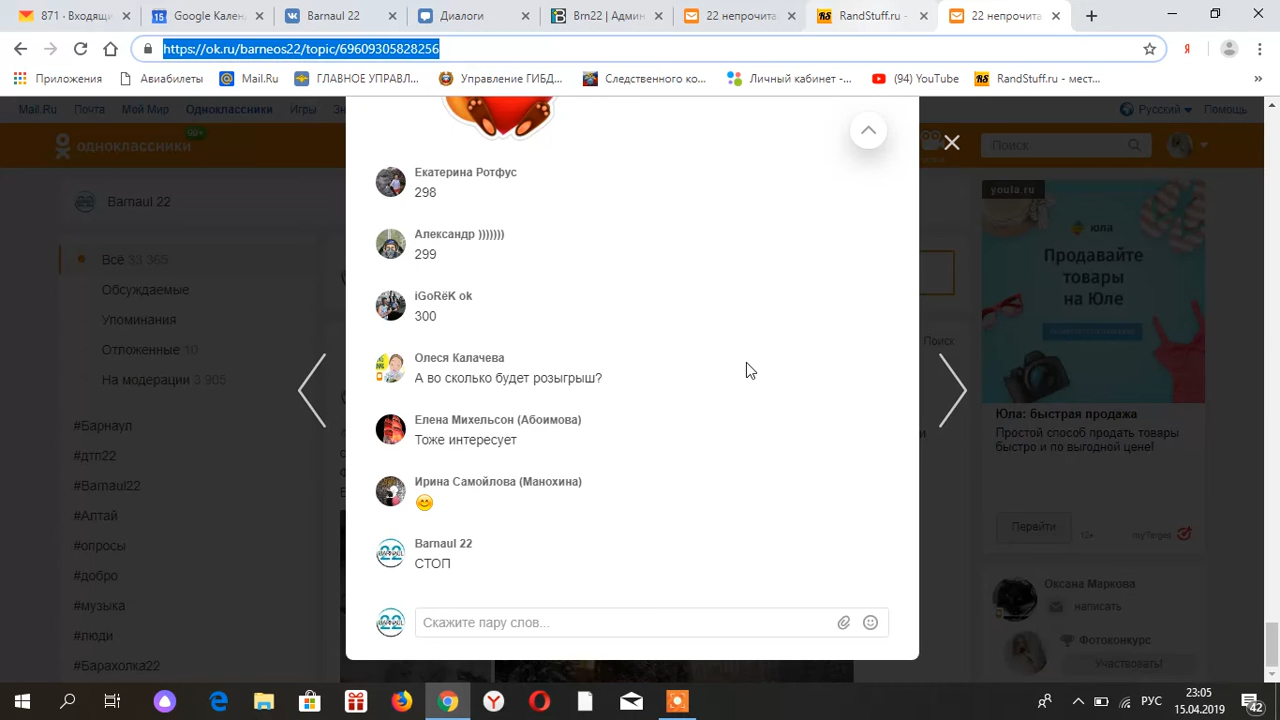 871 - Входящи
Google Кален
Barnaul 22
Диалоги
Brn22 | Админ
22 непрочита
RandStuff.ru -
22 непрочита
https://ok.ru/barneos22/topic/69609305828256
Приложения
Авиабилеты
Mail.Ru
ГЛАВНОЕ УПРАВЛ...
Управление ГИБД...
Следственного ко...
Личный кабинет -...
(94) YouTube
RandStuff.ru - мест...
Mail.Ru
Почта
Мой Мир
Одноклассники
Игры
Русский
Помощь
99+
одноклассники
Поиск
Barnaul 22
Всё 33 365
Обсуждаемые
Упоминания
Отложенные 10
На модерации 3 905
#Барнаул
#дтп22
#Barnaul22
#Алтай
#опросы
#добро
#музыка
#люди
#Барахолка22
Екатерина Ротфус
298
Александр )))))))
299
iGoRёK ok
300
Олеся Калачева
А во сколько будет розыгрыш?
Елена Михельсон (Абоимова)
Тоже интересует
Ирина Самойлова (Манохина)
Barnaul 22
СТОП
Скажите пару слов...
Поиск
youla.ru
юла
Продавайте
товары
на Юле
Юла: быстрая продажа
Простой способ продать товары
быстро и по выгодной цене!
Перейти
12+
myTarget
Оксана Маркова
написать
Фотоконкурс
Участвовать!
РУС
23:05
15.04.2019
42